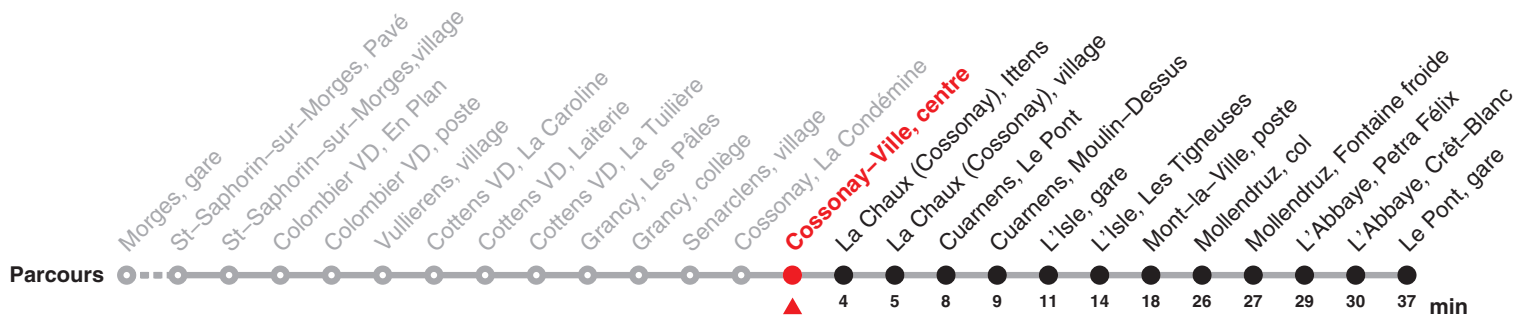 Morges, gare
St–Saphorin–sur–Morges, Pavé
St–Saphorin–sur–Morges,village
Colombier VD, En Plan
Colombier VD, poste
Vullierens, village
Cottens VD, La Caroline
Cottens VD, Laiterie
Cottens VD, La Tuilière
Grancy, Les Pâles
Grancy, collège
Senarclens, village
Cossonay, La Condémine
Cossonay–Ville, centre
La Chaux (Cossonay), Ittens
La Chaux (Cossonay), village
Cuarnens, Le Pont
Cuarnens, Moulin–Dessus
L'Isle, gare
L'Isle, Les Tigneuses
Mont–la–Ville, poste
Mollendruz, col
Mollendruz, Fontaine froide
L'Abbaye, Petra Félix
L'Abbaye, Crêt–Blanc
Le Pont, gare
Parcours
4 5 8 9 11 14 18 26 27 29 30 37 min